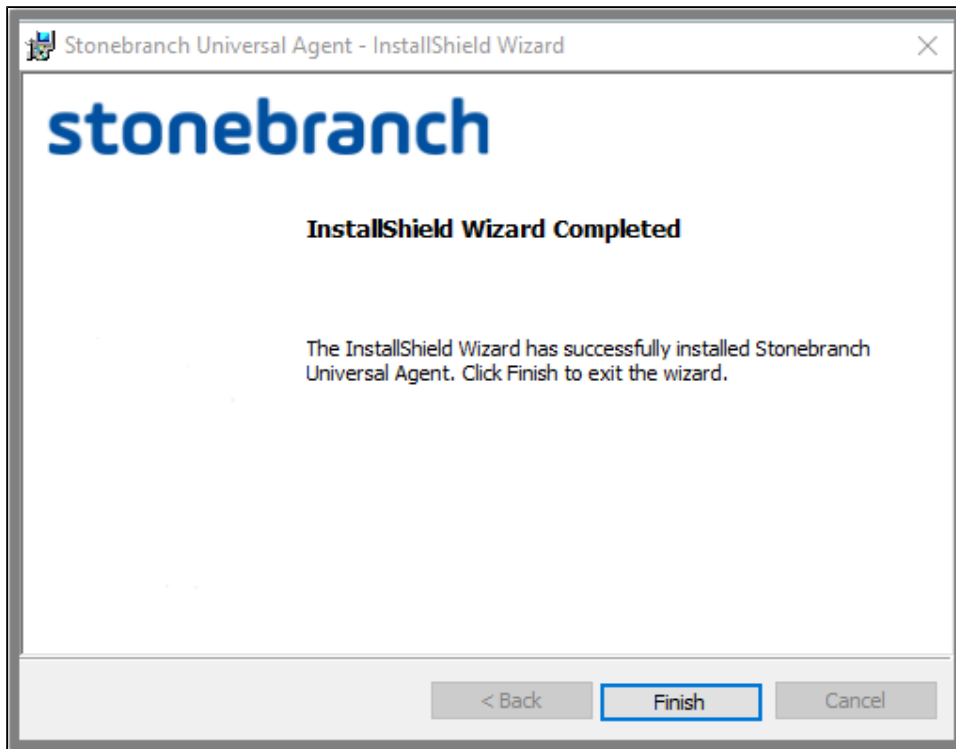 Stonebranch Universal Agent - InstallShield Wizard
stonebranch
InstallShield Wizard Completed
The InstallShield Wizard has successfully installed Stonebranch
Universal Agent. Click Finish to exit the wizard.
< Back Finish Cancel